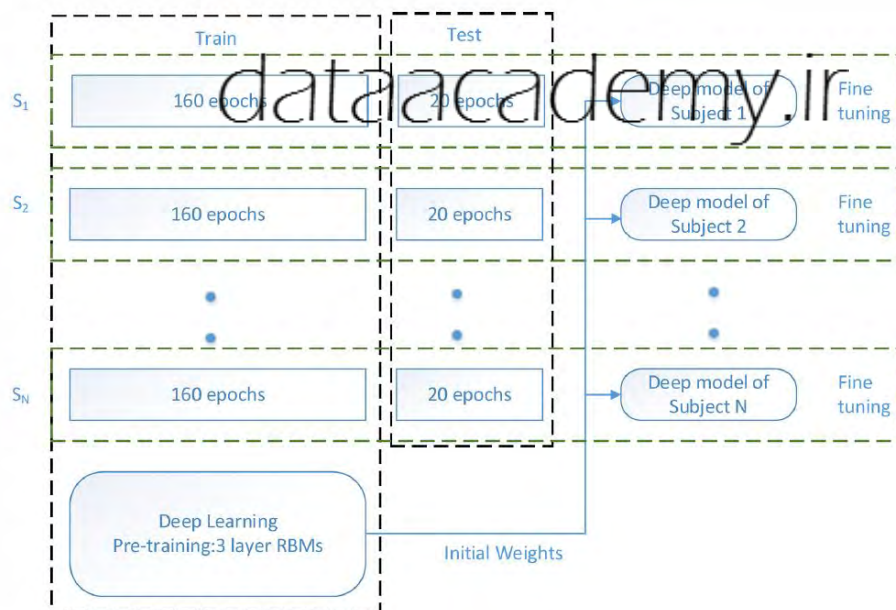 Train
Test
dataacademy.ir
S1
160 epochs
20 epochs
Deep model of
Subject 1
Fine
tuning
S2
160 epochs
20 epochs
Deep model of
Subject 2
Fine
tuning
SN
160 epochs
20 epochs
Deep model of
Subject N
Fine
tuning
Deep Learning
Pre-training:3 layer RBMs
Initial Weights